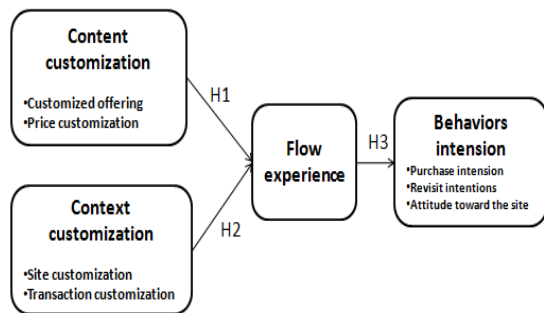 Content
customization
•Customized offering
•Price customization
H1
Context
customization
•Site customization
•Transaction customization
H2
Flow
experience
H3
Behaviors
intension
•Purchase intension
•Revisit intentions
•Attitude toward the site